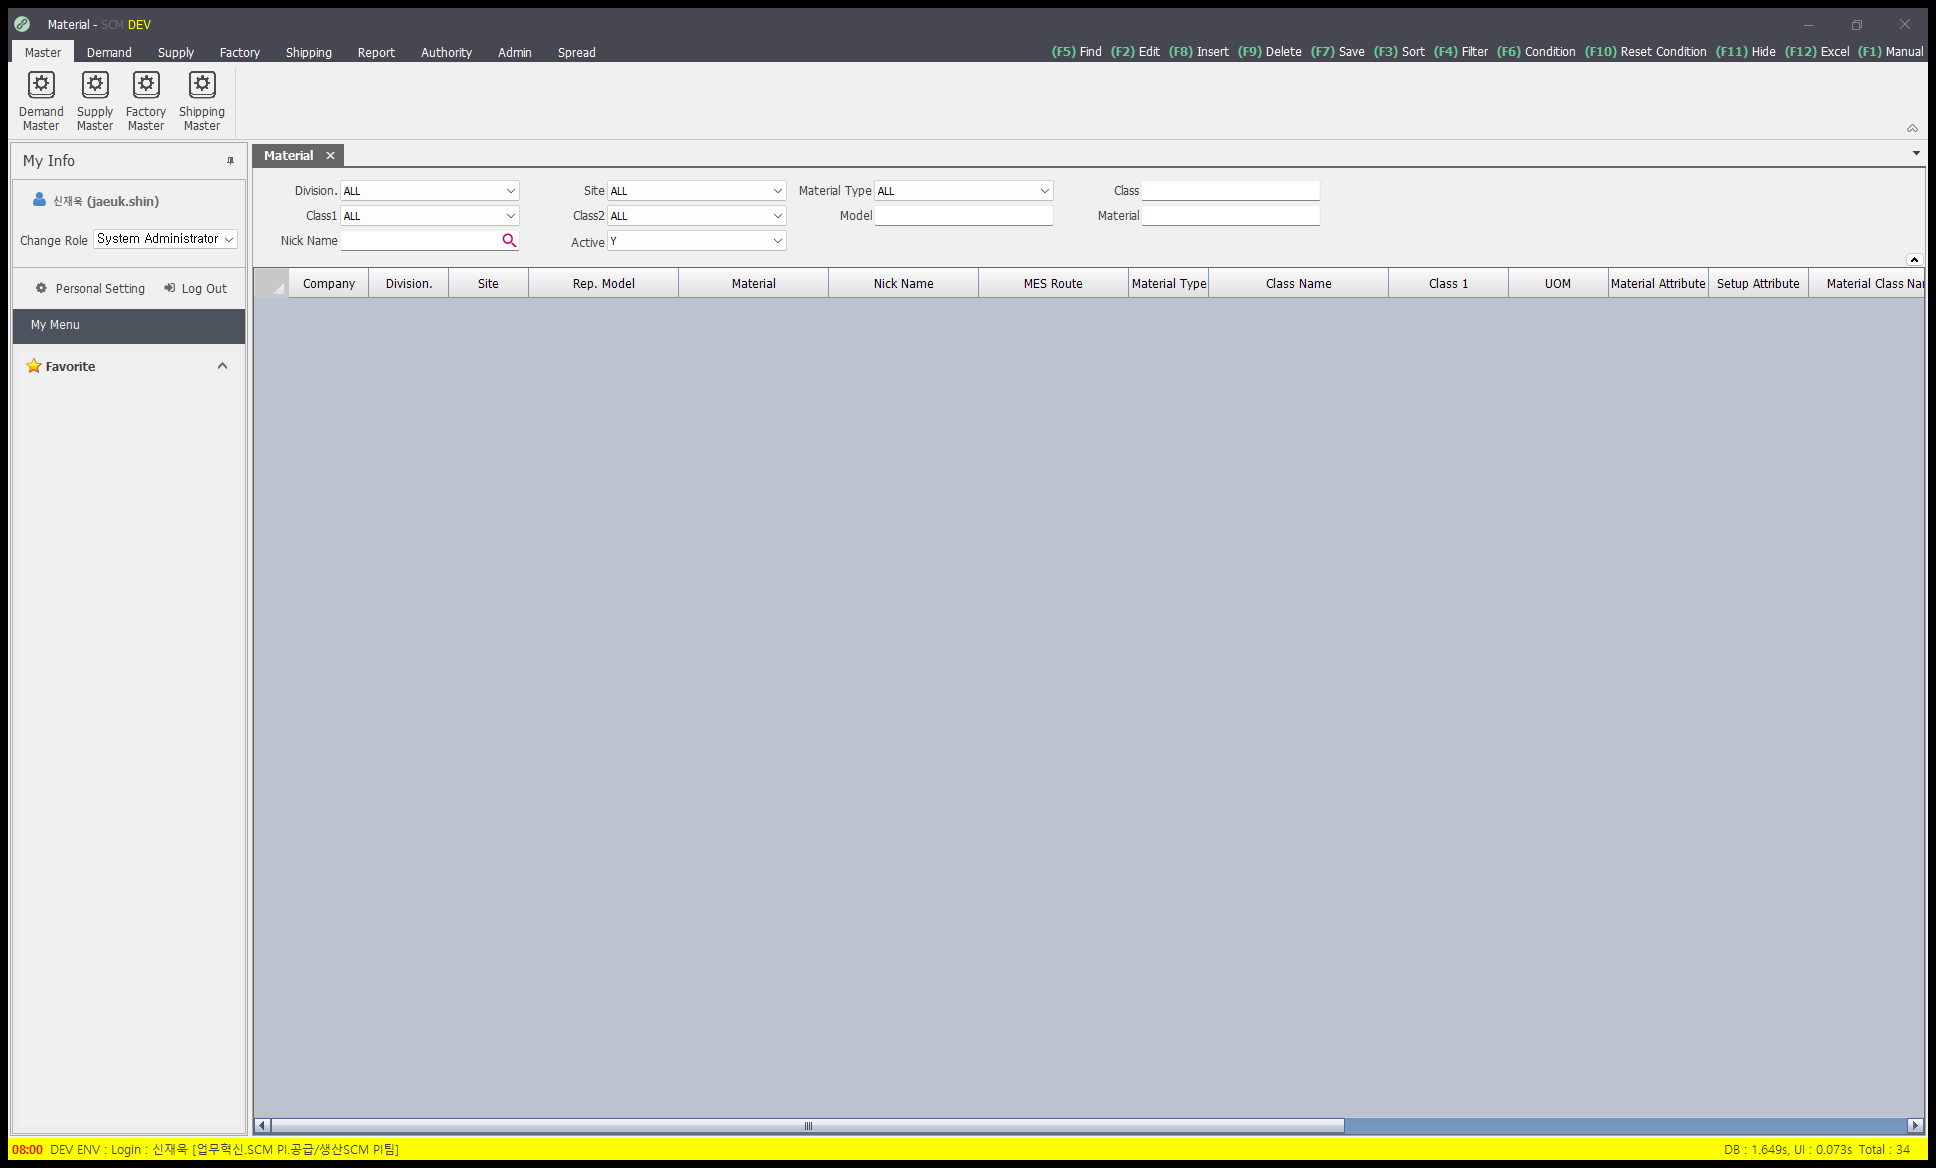 Material - SCM DEV
Master Demand Supply Factory Shipping Report Authority Admin Spread (F5) Find (F2) Edit (F8) Insert (F9) Delete (F7) Save (F3) Sort (F4) Filter (F6) Condition (F10) Reset Condition (F11) Hide (F12) Excel (F1) Manual
Demand Master
Supply Master
Factory Master
Shipping Master
My Info
신재욱 (jaeuk.shin)
Change Role System Administrator
Personal Setting Log Out
My Menu
Favorite
Material
Division. ALL Site ALL Material Type ALL Class
Class1 ALL Class2 ALL Model Material
Nick Name Active Y
Company Division. Site Rep. Model Material Nick Name MES Route Material Type Class Name Class 1 UOM Material Attribute Setup Attribute Material Class Nar
08:00 DEV ENV : Login : 신재욱 [업무혁신.SCM PI.공급/생산SCM PI팀] DB : 1.649s, UI : 0.073s Total : 34